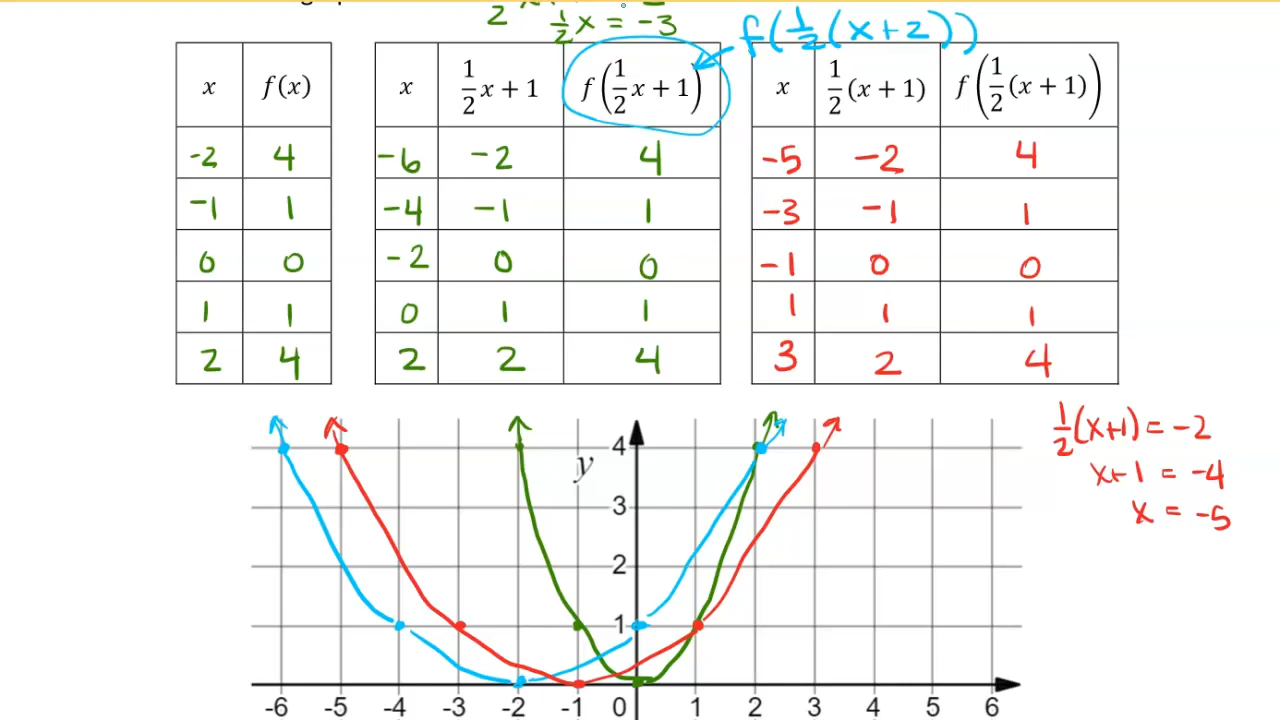 ½x = -3
f(½(x+2))
x f(x)
-2 4
-1 1
0 0
1 1
2 4
x ½x + 1 f(½x + 1)
-6 -2 4
-4 -1 1
-2 0 0
0 1 1
2 2 4
x ½(x + 1) f(½(x + 1))
-5 -2 4
-3 -1 1
-1 0 0
1 1 1
3 2 4
½(x+1) = -2
x+1 = -4
x = -5
y
4
3
2
1
-6 -5 -4 -3 -2 -1 0 1 2 3 4 5 6